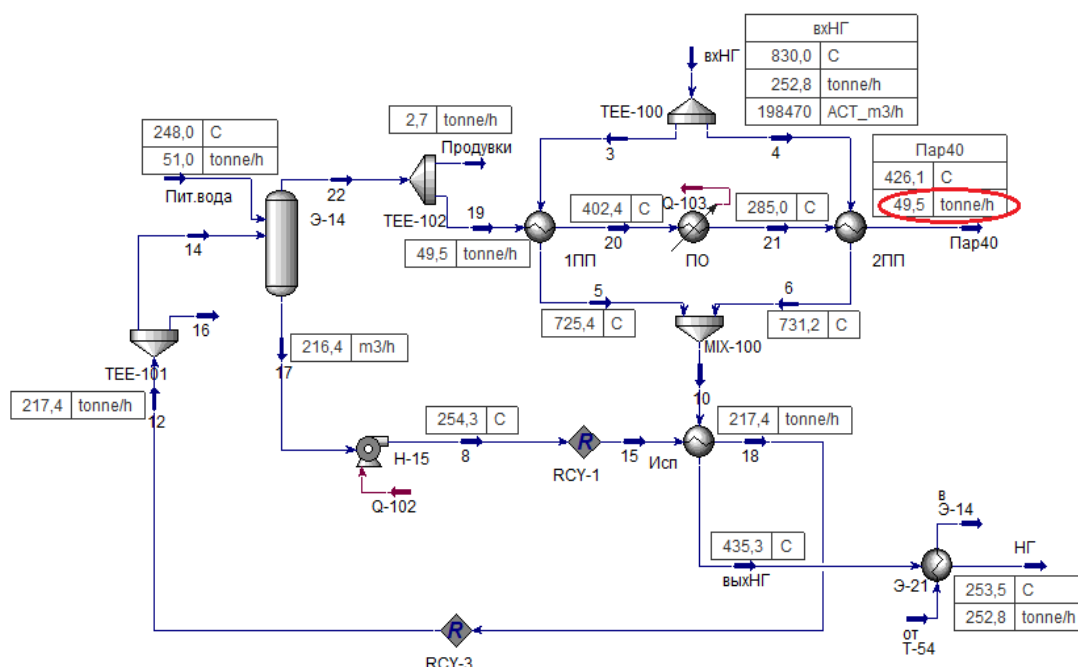 вхНГ
830,0 C
252,8 tonne/h
198470 ACT_m3/h
вхНГ
TEE-100
2,7 tonne/h
Продувки
248,0 C
51,0 tonne/h
Пит.вода
22
Э-14
TEE-102
3
4
Пар40
426,1 C
49,5 tonne/h
Пар40
19
49,5 tonne/h
402,4 C
20
1ПП
Q-103
ПО
285,0 C
21
2ПП
14
16
TEE-101
217,4 tonne/h
12
216,4 m3/h
17
5
6
725,4 C
731,2 C
MIX-100
10
254,3 C
8
Н-15
Q-102
RCY-1
R
15
Исп
217,4 tonne/h
18
435,3 C
выхНГ
в
Э-14
НГ
Э-21
253,5 C
252,8 tonne/h
от
Т-54
R
RCY-3